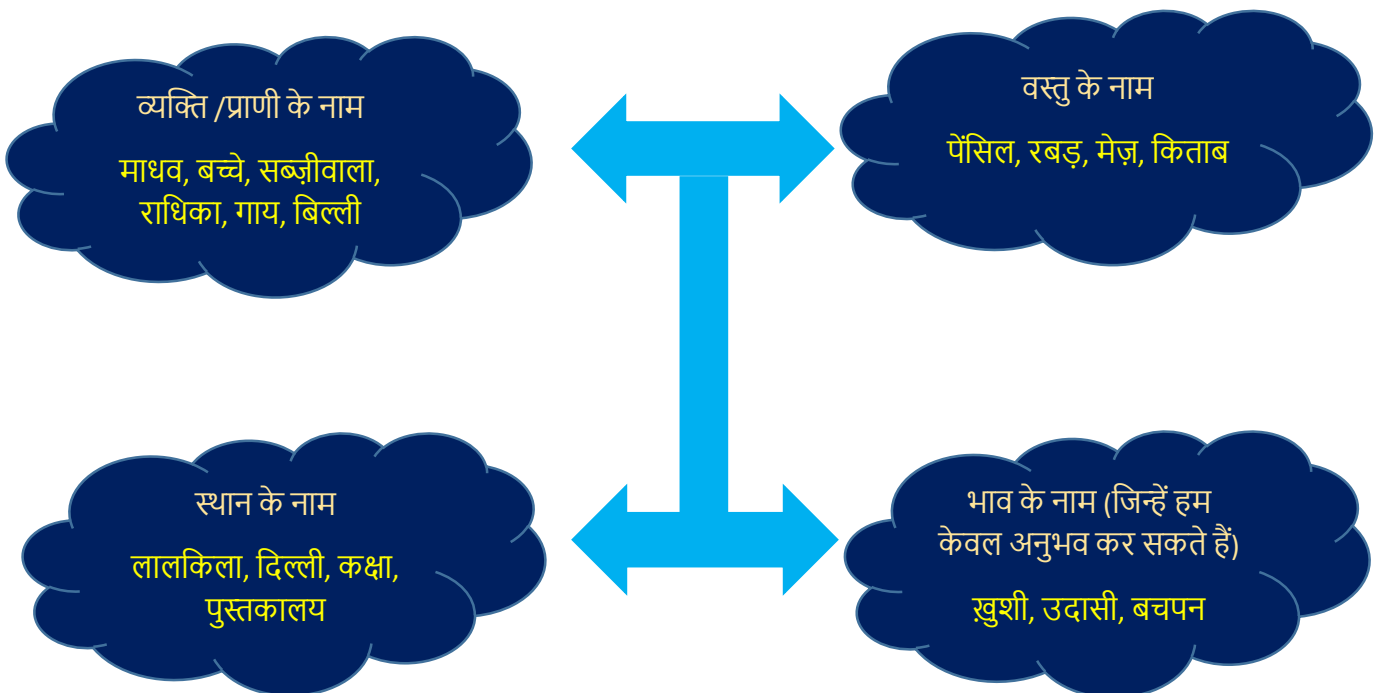 व्यक्ति /प्राणी के नाम
माधव, बच्चे, सब्ज़ीवाला,
राधिका, गाय, बिल्ली
वस्तु के नाम
पेंसिल, रबड़, मेज़, किताब
स्थान के नाम
लालकिला, दिल्ली, कक्षा,
पुस्तकालय
भाव के नाम (जिन्हें हम
केवल अनुभव कर सकते हैं)
ख़ुशी, उदासी, बचपन